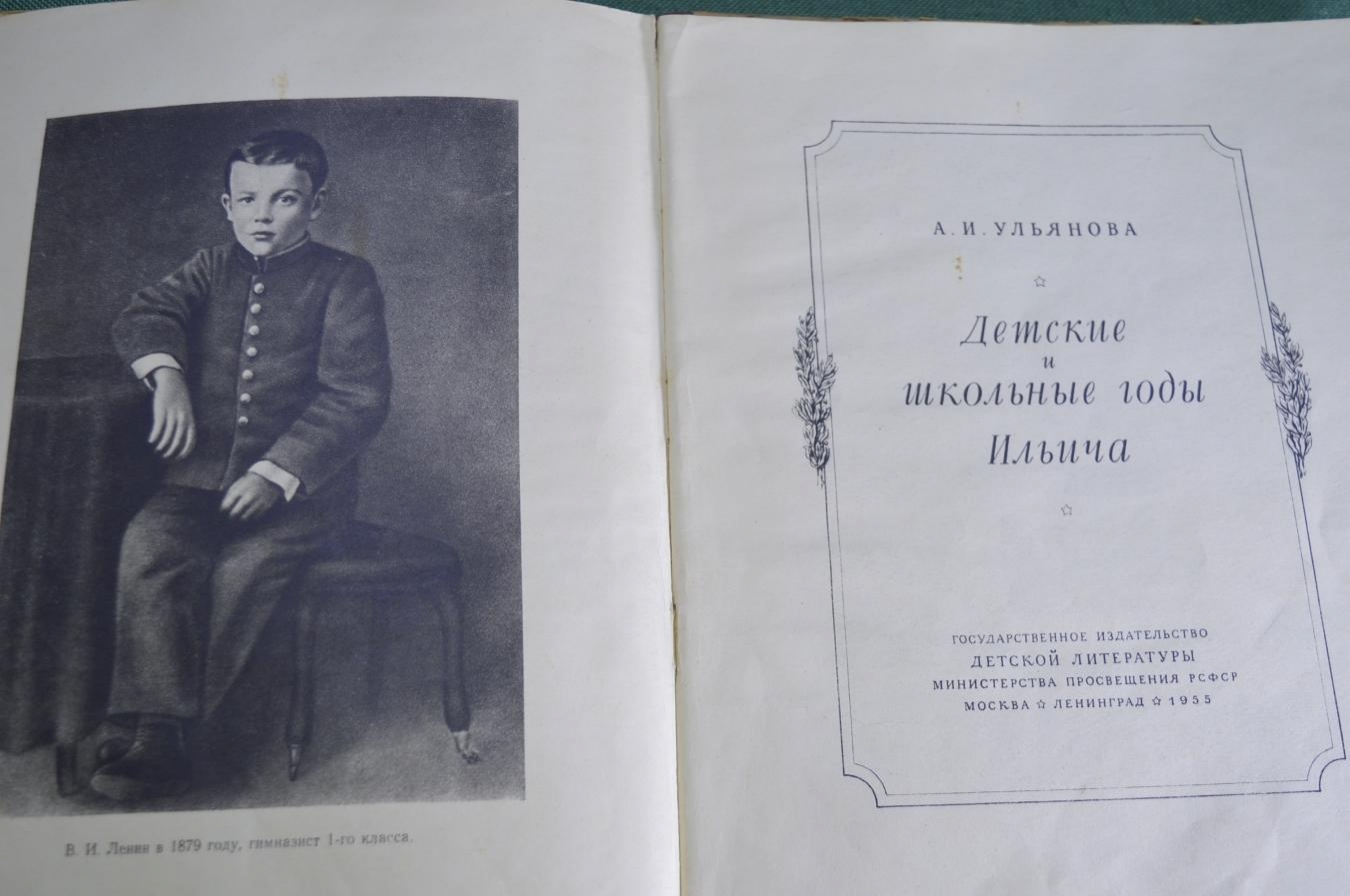 В. И. Ленин в 1879 году, гимназист 1-го класса.
А. И. УЛЬЯНОВА
Детские
и
школьные годы
Ильича
ГОСУДАРСТВЕННОЕ ИЗДАТЕЛЬСТВО
ДЕТСКОЙ ЛИТЕРАТУРЫ
МИНИСТЕРСТВА ПРОСВЕЩЕНИЯ РСФСР
МОСКВА ☆ ЛЕНИНГРАД ☆ 1955